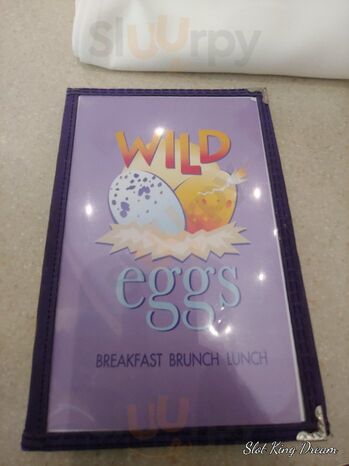 Sluurpy
WILD
eggs
BREAKFAST BRUNCH LUNCH
Slot King Dream